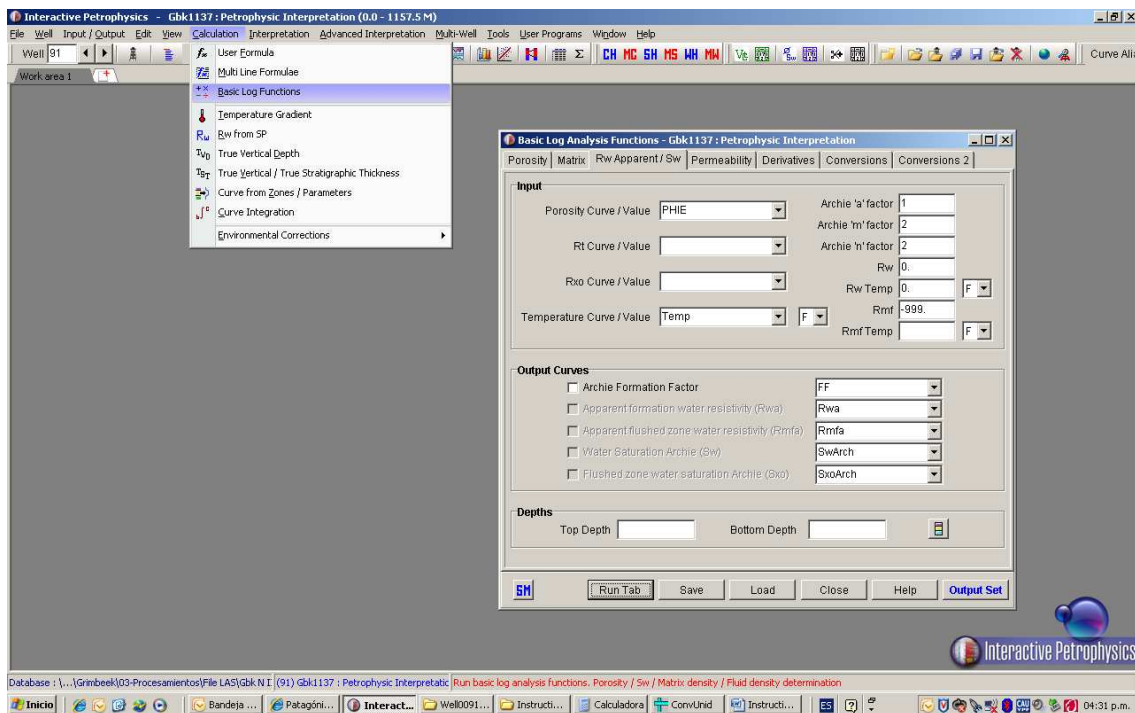 Interactive Petrophysics - Gbk1137 : Petrophysic Interpretation (0.0 - 1157.5 M)
File Well Input / Output Edit View Calculation Interpretation Advanced Interpretation Multi-Well Tools User Programs Window Help
Well 91 CH MC SH MS WH MW Curve Alia
Work area 1
User Formula
Multi Line Formulae
Basic Log Functions
Temperature Gradient
Rw from SP
True Vertical Depth
True Vertical / True Stratigraphic Thickness
Curve from Zones / Parameters
Curve Integration
Environmental Corrections
Basic Log Analysis Functions - Gbk1137 : Petrophysic Interpretation
Porosity Matrix Rw Apparent / Sw Permeability Derivatives Conversions Conversions 2
Input
Porosity Curve / Value PHIE Archie 'a' factor 1
Archie 'm' factor 2
Rt Curve / Value Archie 'n' factor 2
Rw 0.
Rxo Curve / Value Rw Temp 0. F
Rmf -999.
Temperature Curve / Value Temp F
Rmf Temp F
Output Curves
Archie Formation Factor FF
Apparent formation water resistivity (Rwa) Rwa
Apparent flushed zone water resistivity (Rmfa) Rmfa
Water Saturation Archie (Sw) SwArch
Flushed zone water saturation Archie (Sxo) SxoArch
Depths
Top Depth Bottom Depth
SM Run Tab Save Load Close Help Output Set
Interactive Petrophysics
Database : \...\Grimbeek\03-Procesamientos\File LAS\Gbk N I (91) Gbk1137 : Petrophysic Interpretatic Run basic log analysis functions. Porosity / Sw / Matrix density / Fluid density determination
Inicio Bandeja ... Patagóni... Interact... Well0091... Instructi... Calculadora ConvUnid Instructi... ES 04:31 p.m.